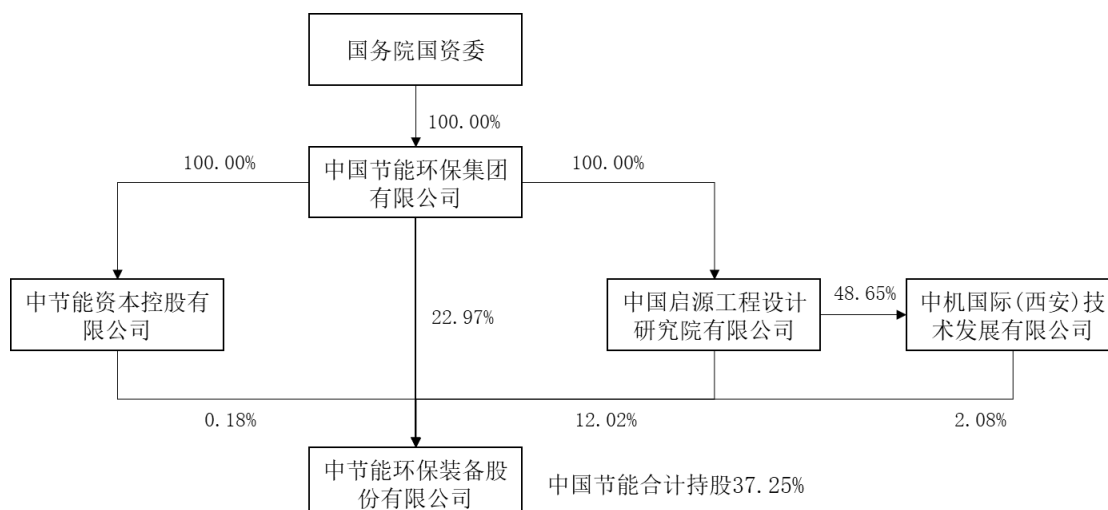 国务院国资委
100.00%
100.00%
中国节能环保集团
有限公司
100.00%
中节能资本控股有
限公司
22.97%
中国启源工程设计
研究院有限公司
48.65%
中机国际(西安)技
术发展有限公司
0.18%
12.02%
2.08%
中节能环保装备股
份有限公司
中国节能合计持股37.25%